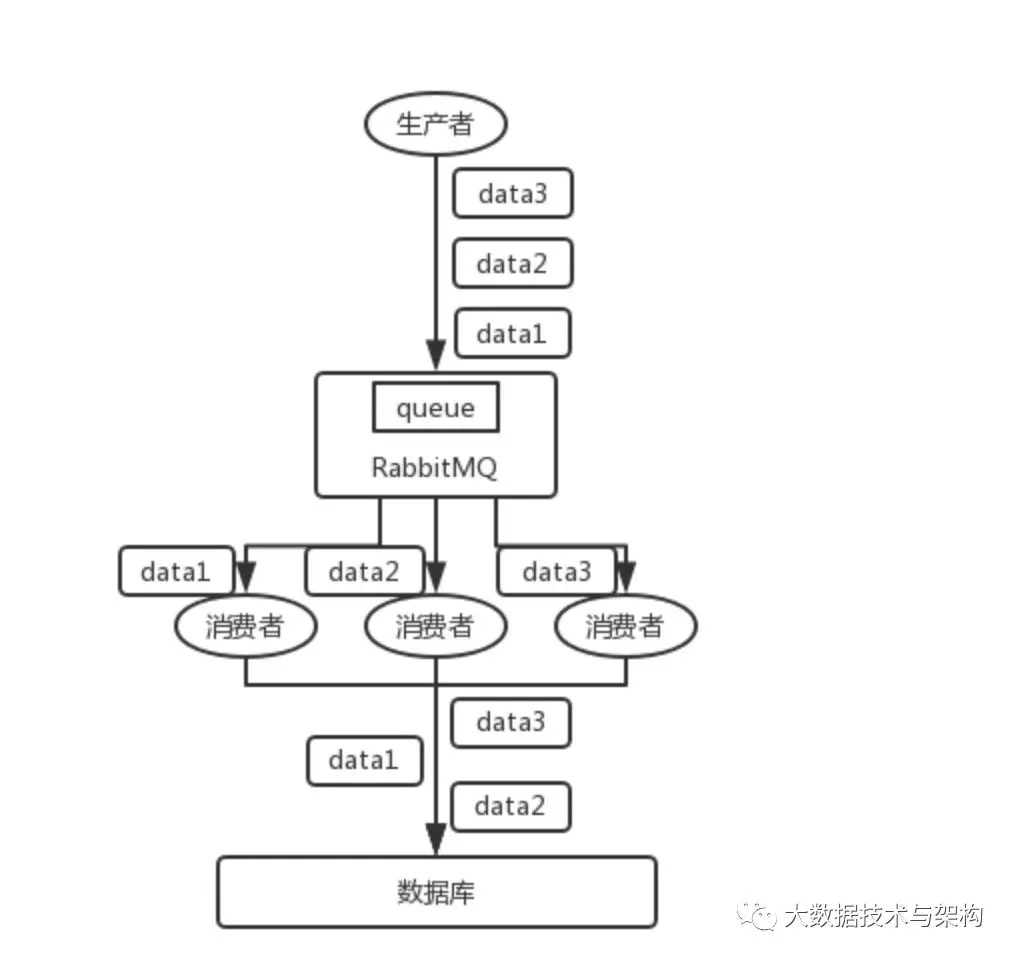 生产者
data3
data2
data1
queue
RabbitMQ
data1
data2
data3
消费者
消费者
消费者
data3
data1
data2
数据库
大数据技术与架构